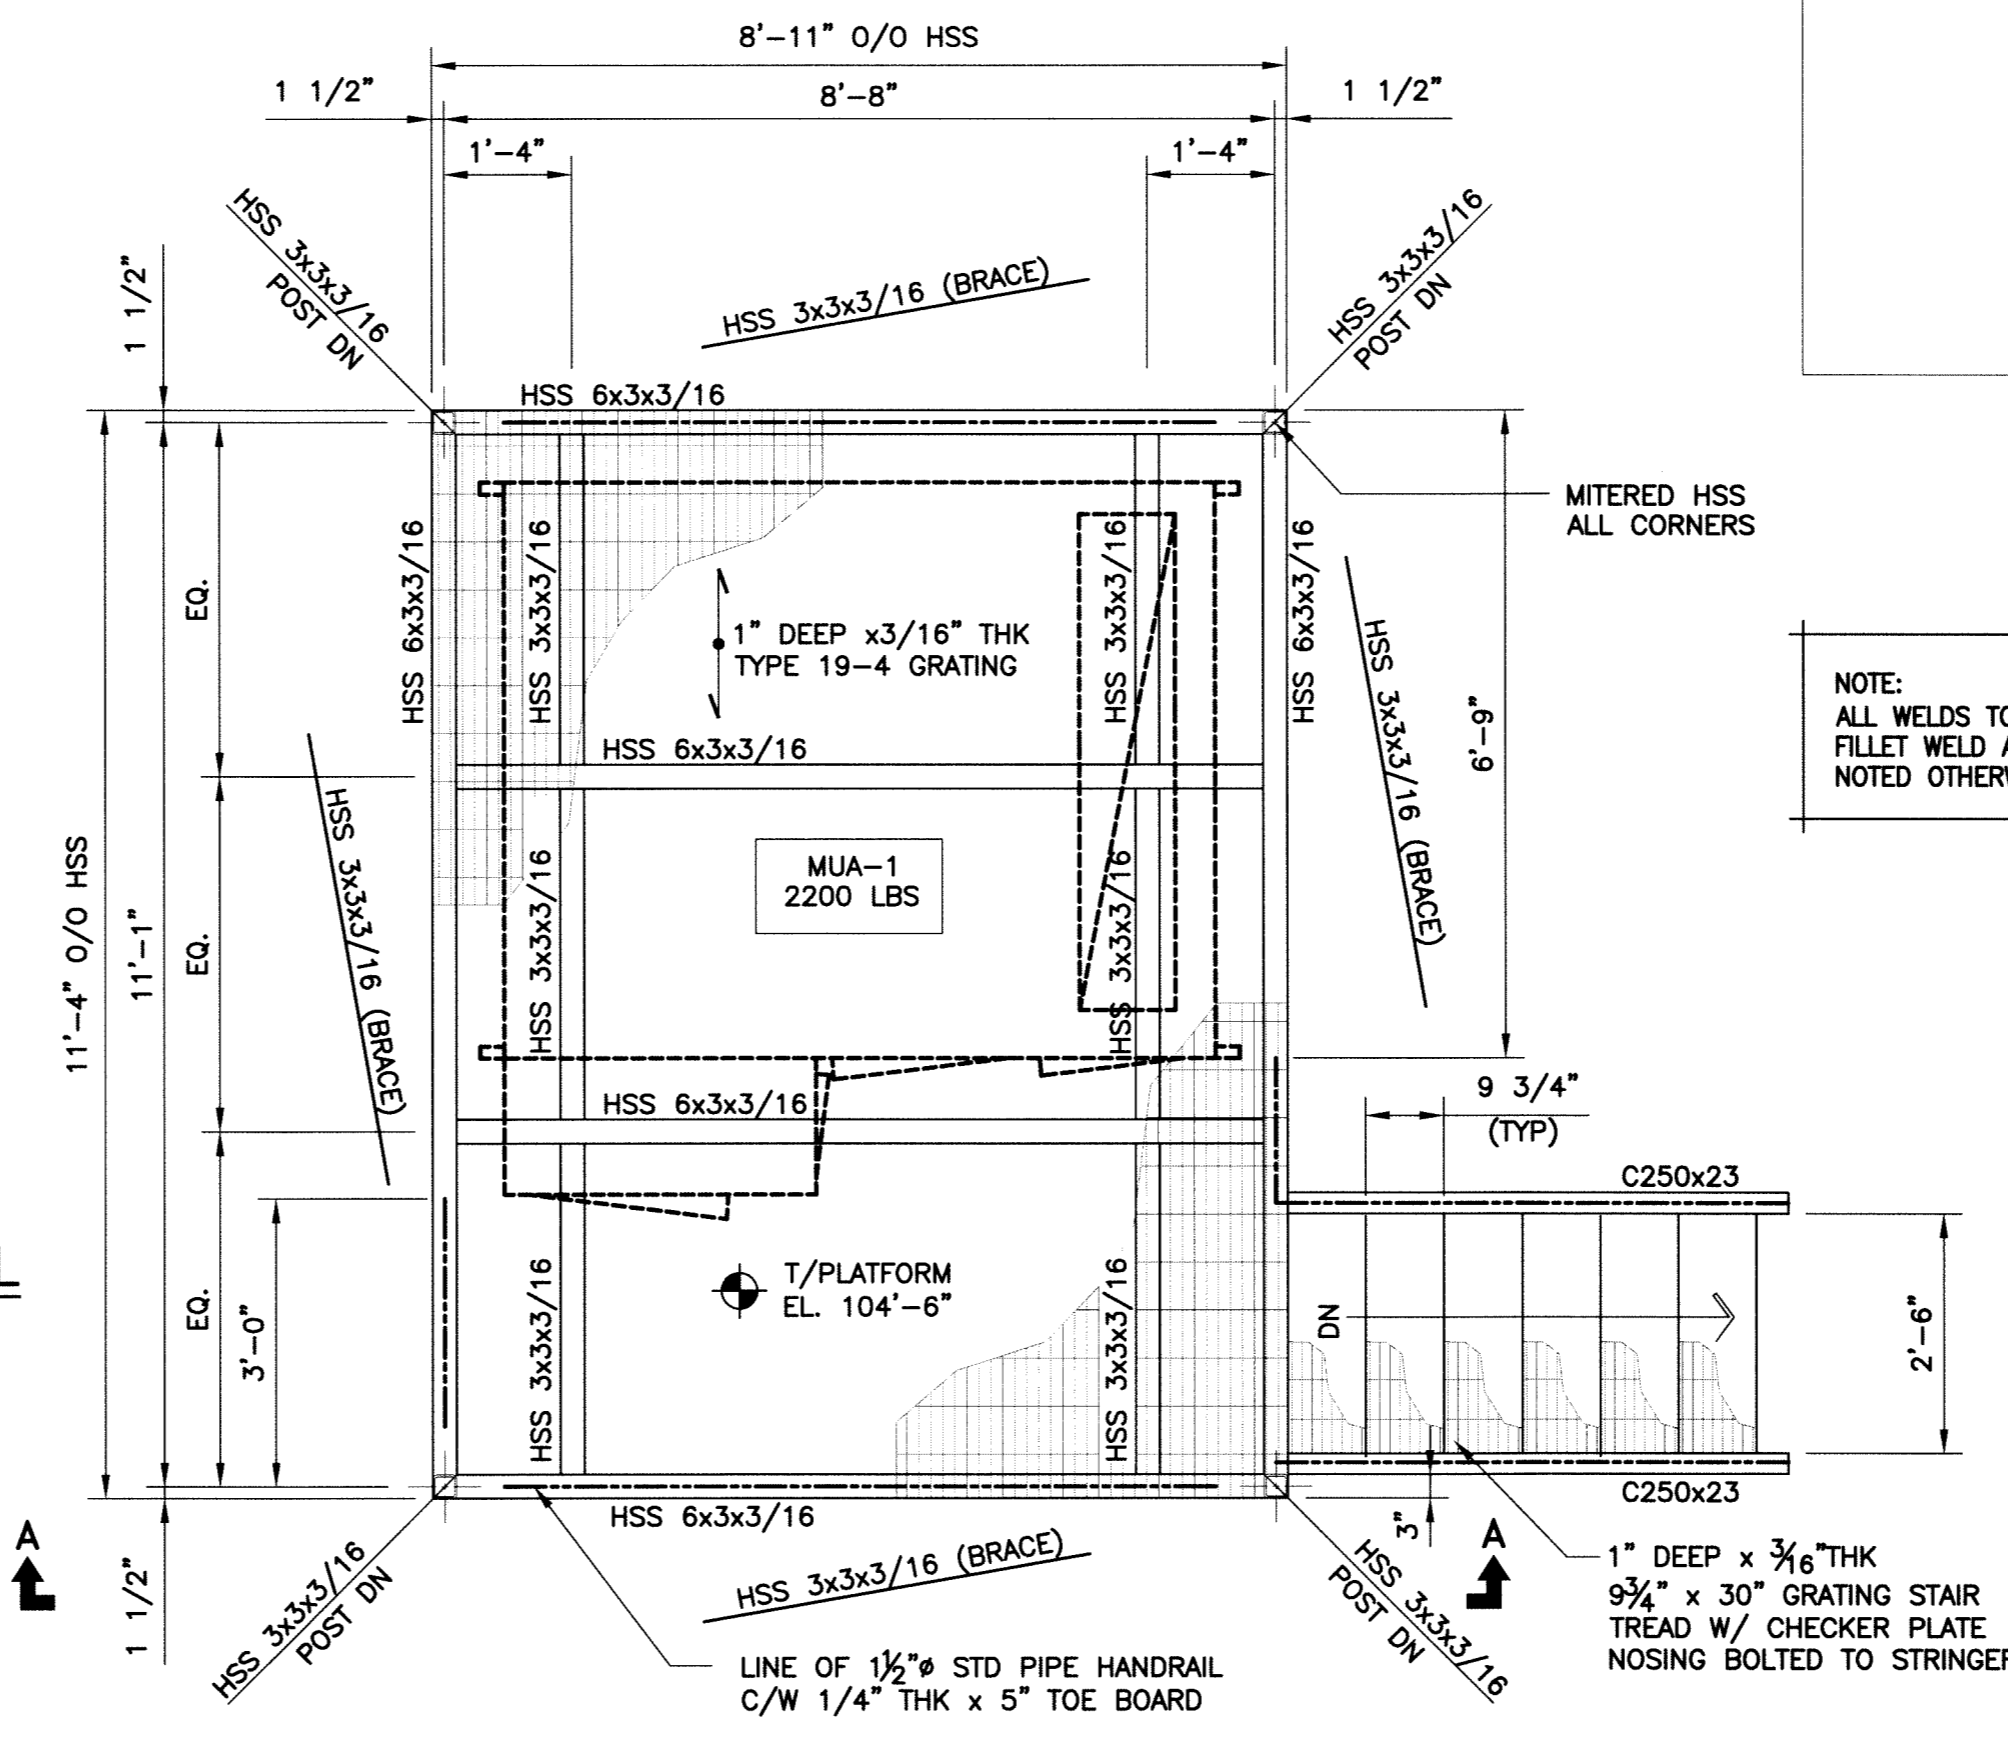 8'-11" O/O HSS
1 1/2"
8'-8"
1 1/2"
1'-4"
1'-4"
HSS 3x3x3/16
POST DN
HSS 3x3x3/16
POST DN
1 1/2"
HSS 3x3x3/16 (BRACE)
HSS 6x3x3/16
MITERED HSS
ALL CORNERS
EQ.
HSS 6x3x3/16
HSS 3x3x3/16
1" DEEP x3/16" THK
TYPE 19-4 GRATING
HSS 3x3x3/16
HSS 6x3x3/16
HSS 3x3x3/16 (BRACE)
6'-9"
NOTE:
ALL WELDS TO
FILLET WELD A
NOTED OTHERW
HSS 6x3x3/16
HSS 3x3x3/16 (BRACE)
11'-4" O/O HSS
11'-1"
EQ.
HSS 3x3x3/16
MUA-1
2200 LBS
HSS 3x3x3/16
HSS 6x3x3/16
9 3/4"
(TYP)
C250x23
EQ.
3'-0"
HSS 3x3x3/16
T/PLATFORM
EL. 104'-6"
HSS 3x3x3/16
DN
2'-6"
C250x23
HSS 6x3x3/16
3"
A
A
1 1/2"
HSS 3x3x3/16
POST DN
HSS 3x3x3/16 (BRACE)
HSS 3x3x3/16
POST DN
1" DEEP x 3/16"THK
9 3/4" x 30" GRATING STAIR
TREAD W/ CHECKER PLATE
NOSING BOLTED TO STRINGER
LINE OF 1 1/2"ø STD PIPE HANDRAIL
C/W 1/4" THK x 5" TOE BOARD